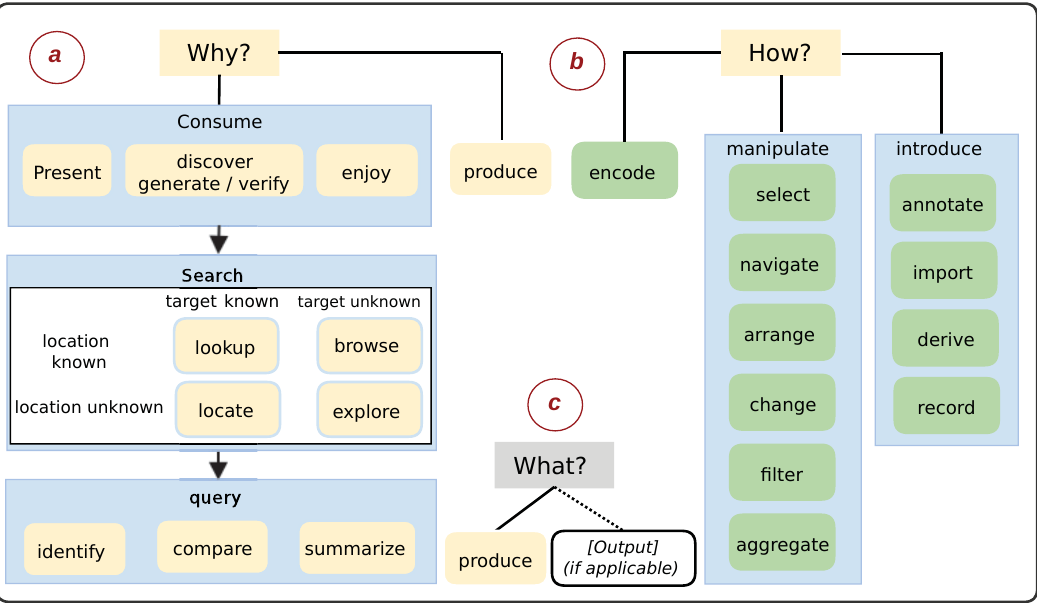 a
Why?
Consume
Present
discover
generate / verify
enjoy
produce
Search
target known
target unknown
location
known
lookup
browse
location unknown
locate
explore
query
identify
compare
summarize
b
How?
encode
manipulate
select
navigate
arrange
change
filter
aggregate
introduce
annotate
import
derive
record
c
What?
produce
[Output]
(if applicable)